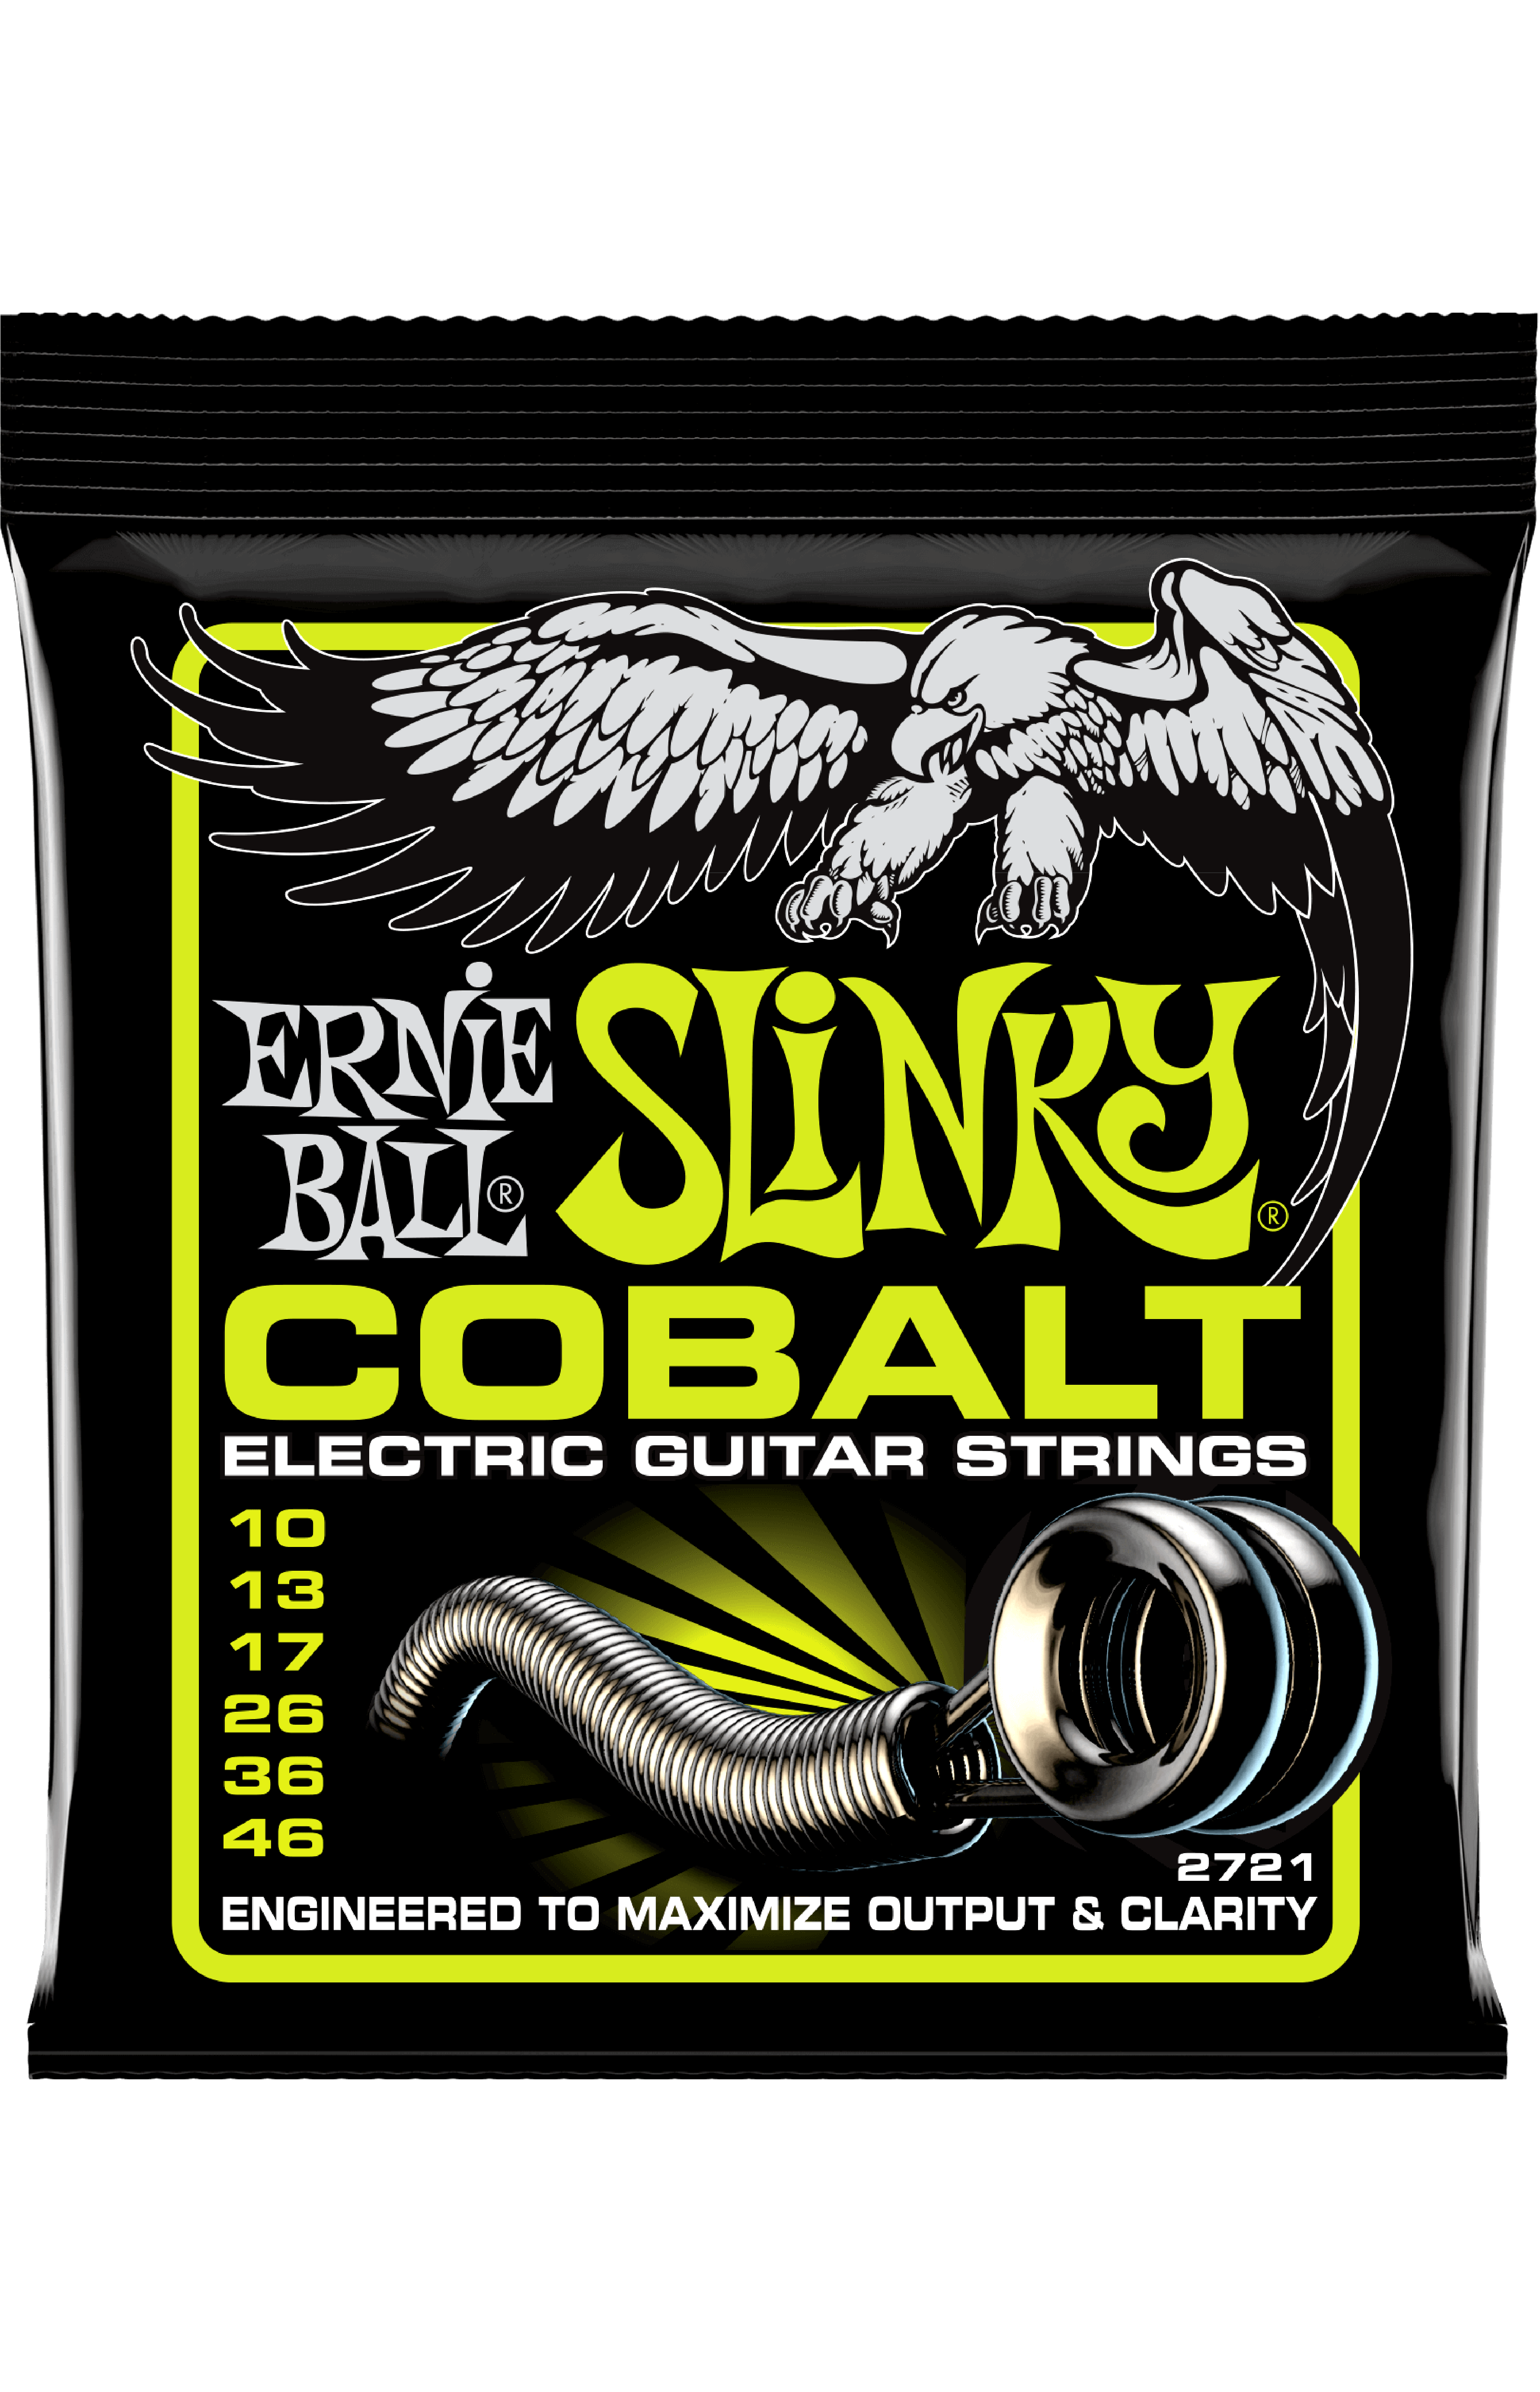 ERNiE
BALL®
SLiNKY®
COBALT
ELECTRIC GUITAR STRINGS
10
13
17
26
36
46
2721
ENGINEERED TO MAXIMIZE OUTPUT & CLARITY